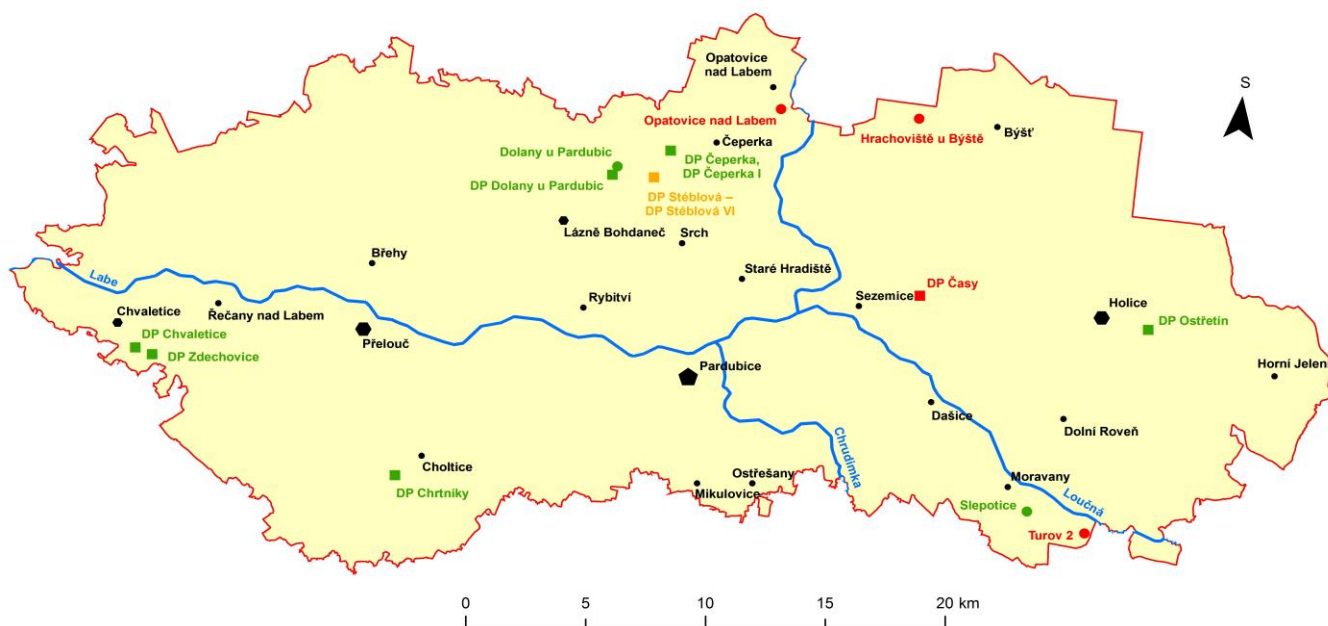 Opatovice
nad Labem
S
Opatovice nad Labem
Hrachoviště u Býště
Býšť
Čeperka
Dolany u Pardubic
DP Čeperka,
DP Čeperka I
DP Dolany u Pardubic
DP Stéblová –
DP Stéblová VI
Lázně Bohdaneč
Srch
Břehy
Labe
Staré Hradiště
DP Časy
Rybitví
Sezemice
Holice
Chvaletice
Řečany nad Labem
DP Ostřetín
DP Chvaletice
Přelouč
DP Zdechovice
Pardubice
Horní Jelení
Dašice
Dolní Roveň
Choltice
Chrudimka
Ostřešany
Moravany
DP Chrtníky
Mikulovice
Loučná
Slepotice
Turov 2
0 5 10 15 20 km